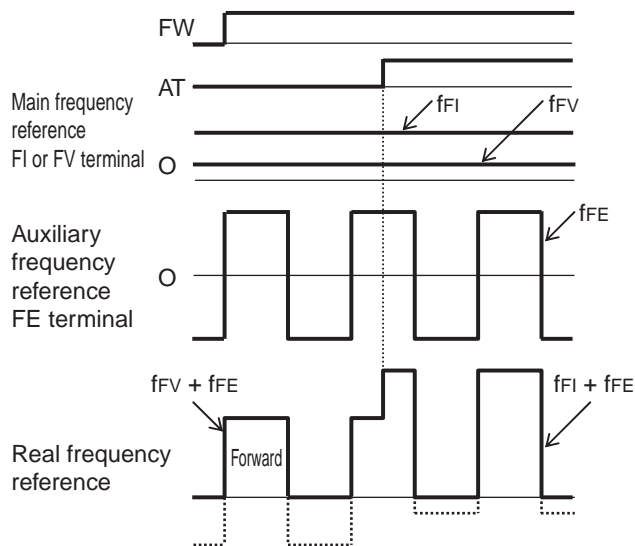 FW
AT
Main frequency
reference
FI or FV terminal
fFI
fFV
O
Auxiliary
frequency
reference
FE terminal
O
fFE
fFV + fFE
fFI + fFE
Real frequency
reference
Forward